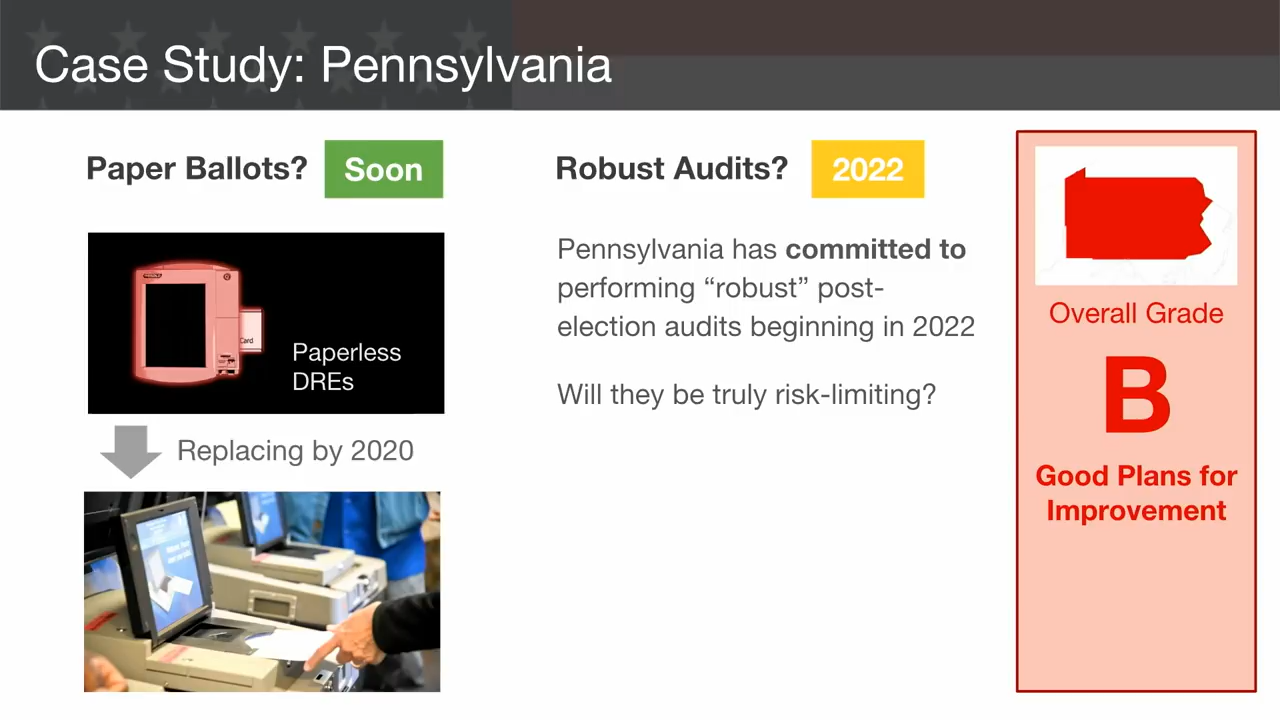 Case Study: Pennsylvania
Paper Ballots?
Soon
Paperless
DREs
Card
Replacing by 2020
Robust Audits?
2022
Pennsylvania has committed to
performing “robust” post-
election audits beginning in 2022
Will they be truly risk-limiting?
Overall Grade
B
Good Plans for
Improvement